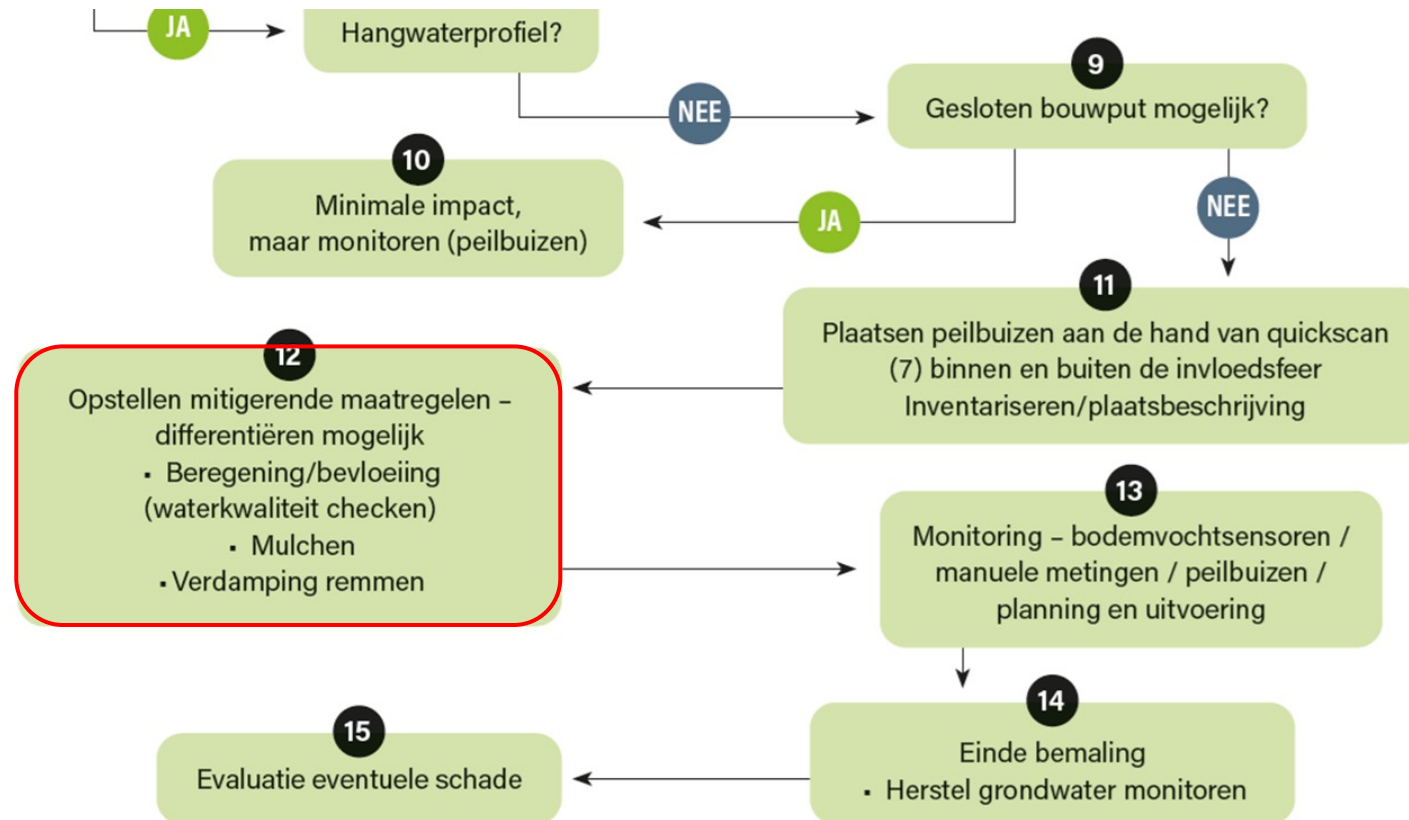 JA
Hangwaterprofiel?
NEE
9
Gesloten bouwput mogelijk?
10
Minimale impact,
maar monitoren (peilbuizen)
JA
NEE
11
Plaatsen peilbuizen aan de hand van quickscan
(7) binnen en buiten de invloedsfeer
Inventariseren/plaatsbeschrijving
12
Opstellen mitigerende maatregelen –
differentiëren mogelijk
▪ Beregening/bevloeiing
(waterkwaliteit checken)
▪ Mulchen
▪ Verdamping remmen
13
Monitoring – bodemvochtsensoren /
manuele metingen / peilbuizen /
planning en uitvoering
14
Einde bemaling
▪ Herstel grondwater monitoren
15
Evaluatie eventuele schade